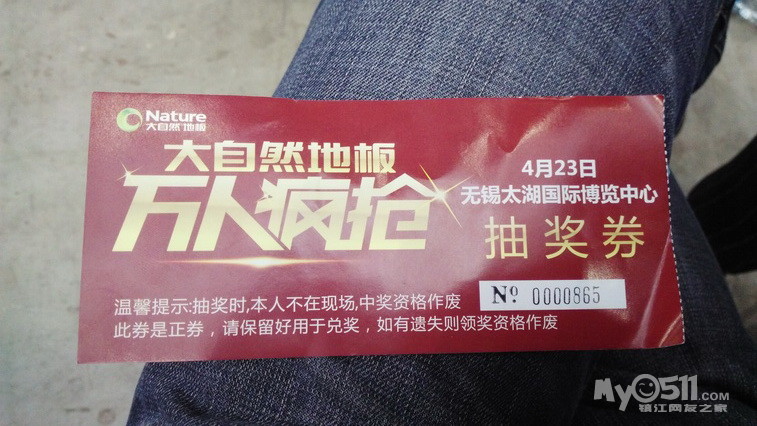 Nature
大自然地板
大自然地板
万人疯抢
4月23日
无锡太湖国际博览中心
抽奖券
Nº 0000865
温馨提示:抽奖时,本人不在现场,中奖资格作废
此券是正券，请保留好用于兑奖，如有遗失则领奖资格作废
MyO511.com
镇江网友之家